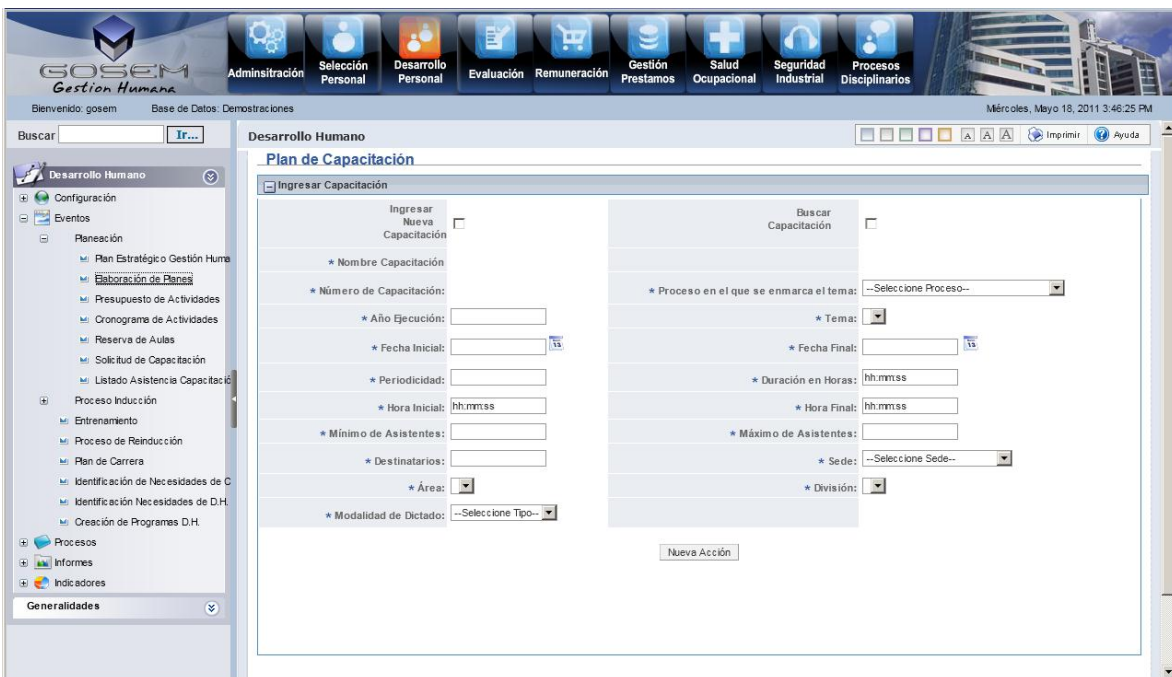 GOSEM
Gestion Humana
Adminsitración
Selección
Personal
Desarrollo
Personal
Evaluación
Remuneración
Gestión
Prestamos
Salud
Ocupacional
Seguridad
Industrial
Procesos
Disciplinarios
Bienvenido: gosem Base de Datos: Demostraciones Miércoles, Mayo 18, 2011 3:46:25 PM
Buscar Ir...
Desarrollo Humano
A A A Imprimir Ayuda
Desarrollo Humano
Configuración
Eventos
Planeación
Plan Estratégico Gestión Huma
Elaboración de Planes
Presupuesto de Actividades
Cronograma de Actividades
Reserva de Aulas
Solicitud de Capacitación
Listado Asistencia Capacitació
Proceso Inducción
Entrenamiento
Proceso de Reinducción
Plan de Carrera
Identificación de Necesidades de C
Identificación Necesidades de D.H.
Creación de Programas D.H.
Procesos
Informes
Indicadores
Generalidades
Plan de Capacitación
Ingresar Capacitación
Ingresar
Nueva
Capacitación
Buscar
Capacitación
* Nombre Capacitación
* Número de Capacitación: * Proceso en el que se enmarca el tema: --Seleccione Proceso--
* Año Ejecución: * Tema:
* Fecha Inicial: 13 * Fecha Final: 13
* Periodicidad: * Duración en Horas: hh:mm:ss
* Hora Inicial: hh:mm:ss * Hora Final: hh:mm:ss
* Mínimo de Asistentes: * Máximo de Asistentes:
* Destinatarios: * Sede: --Seleccione Sede--
* Área: * División:
* Modalidad de Dictado: --Seleccione Tipo--
Nueva Acción